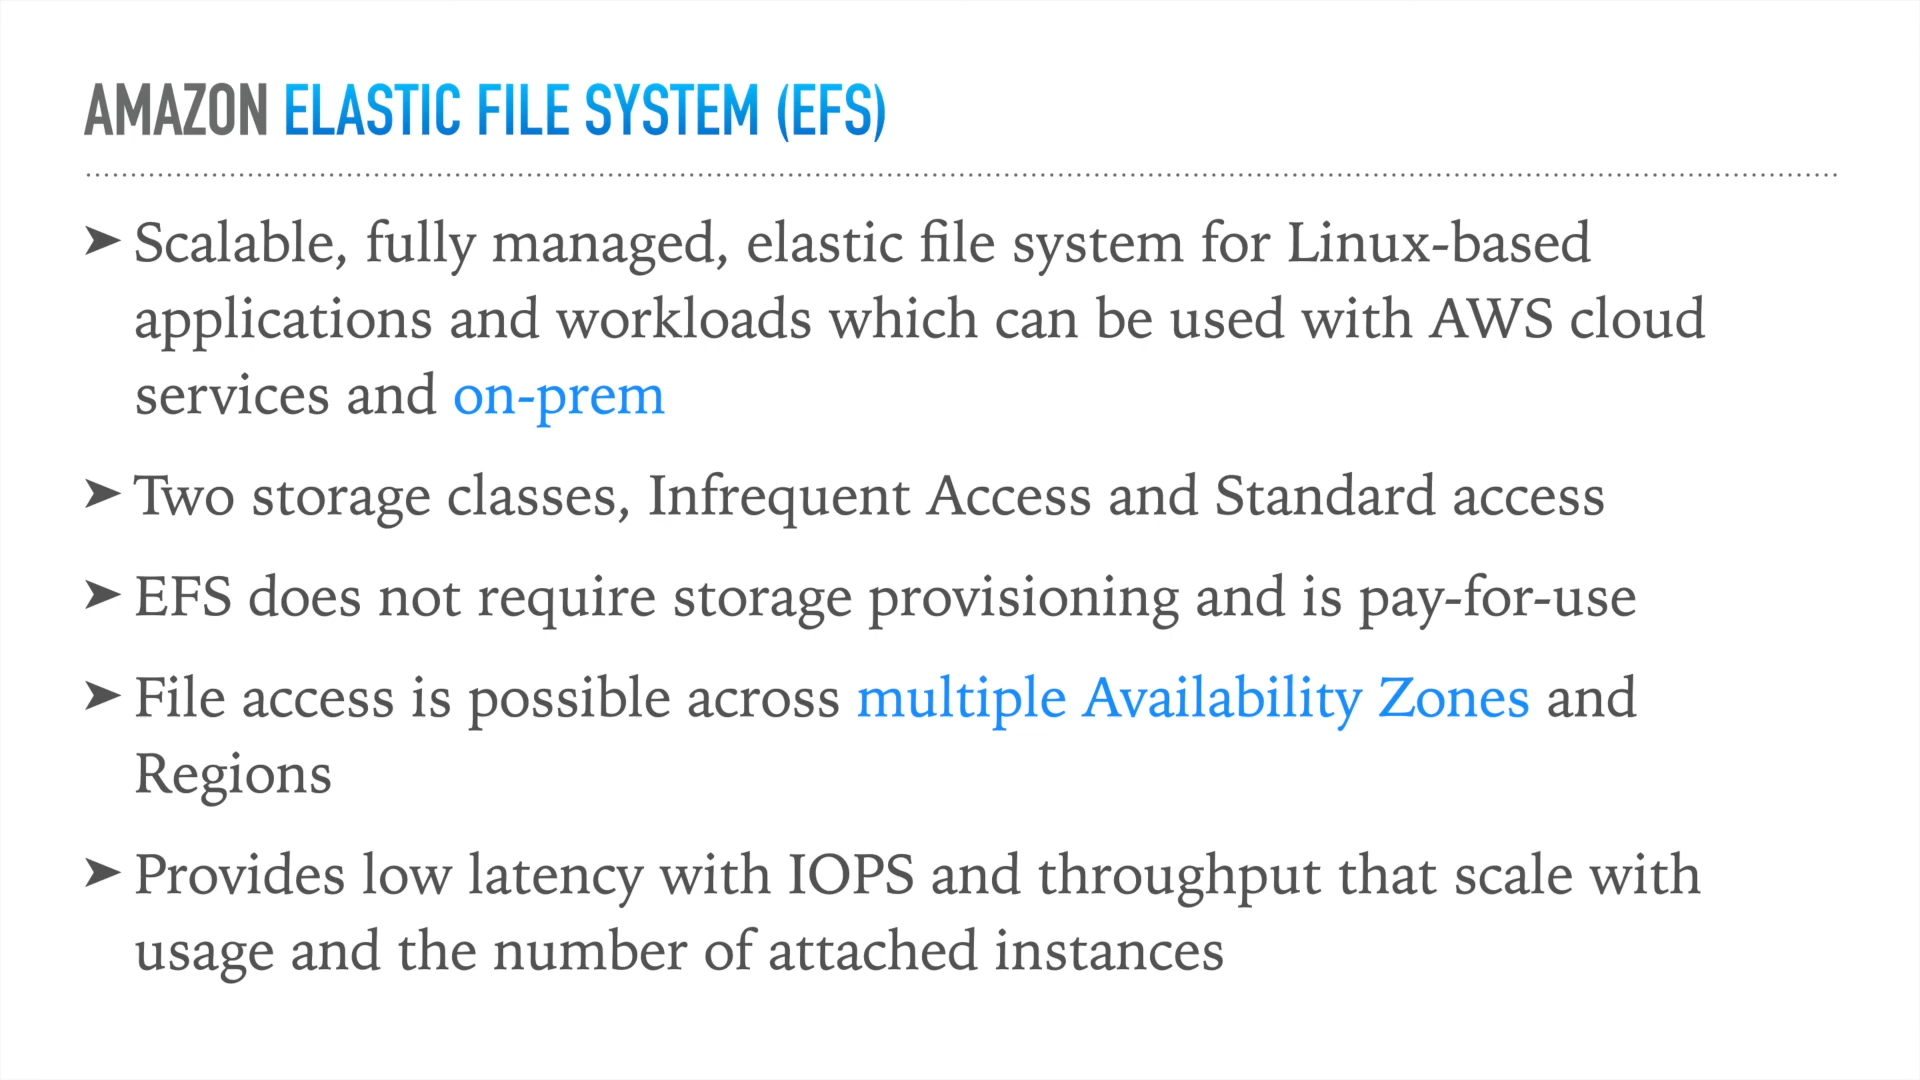 AMAZON ELASTIC FILE SYSTEM (EFS)
➤ Scalable, fully managed, elastic file system for Linux-based
applications and workloads which can be used with AWS cloud
services and on-prem
➤ Two storage classes, Infrequent Access and Standard access
➤ EFS does not require storage provisioning and is pay-for-use
➤ File access is possible across multiple Availability Zones and
Regions
➤ Provides low latency with IOPS and throughput that scale with
usage and the number of attached instances